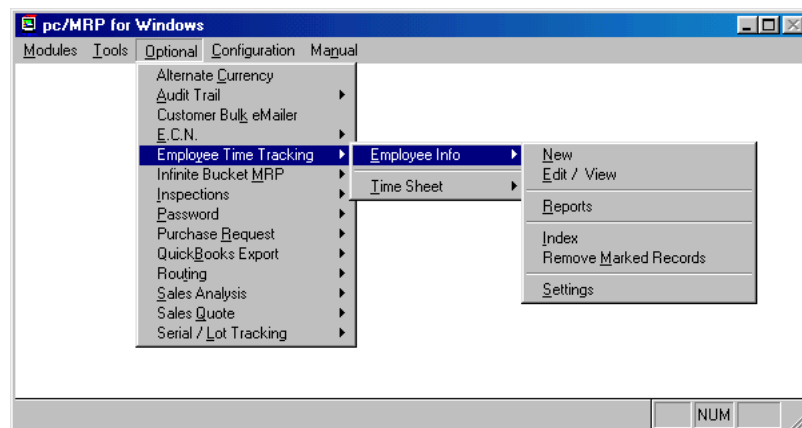 pc/MRP for Windows
Modules Tools Optional Configuration Manual
Alternate Currency
Audit Trail
Customer Bulk eMailer
E.C.N.
Employee Time Tracking
Infinite Bucket MRP
Inspections
Password
Purchase Request
QuickBooks Export
Routing
Sales Analysis
Sales Quote
Serial / Lot Tracking
Employee Info
Time Sheet
New
Edit / View
Reports
Index
Remove Marked Records
Settings
NUM